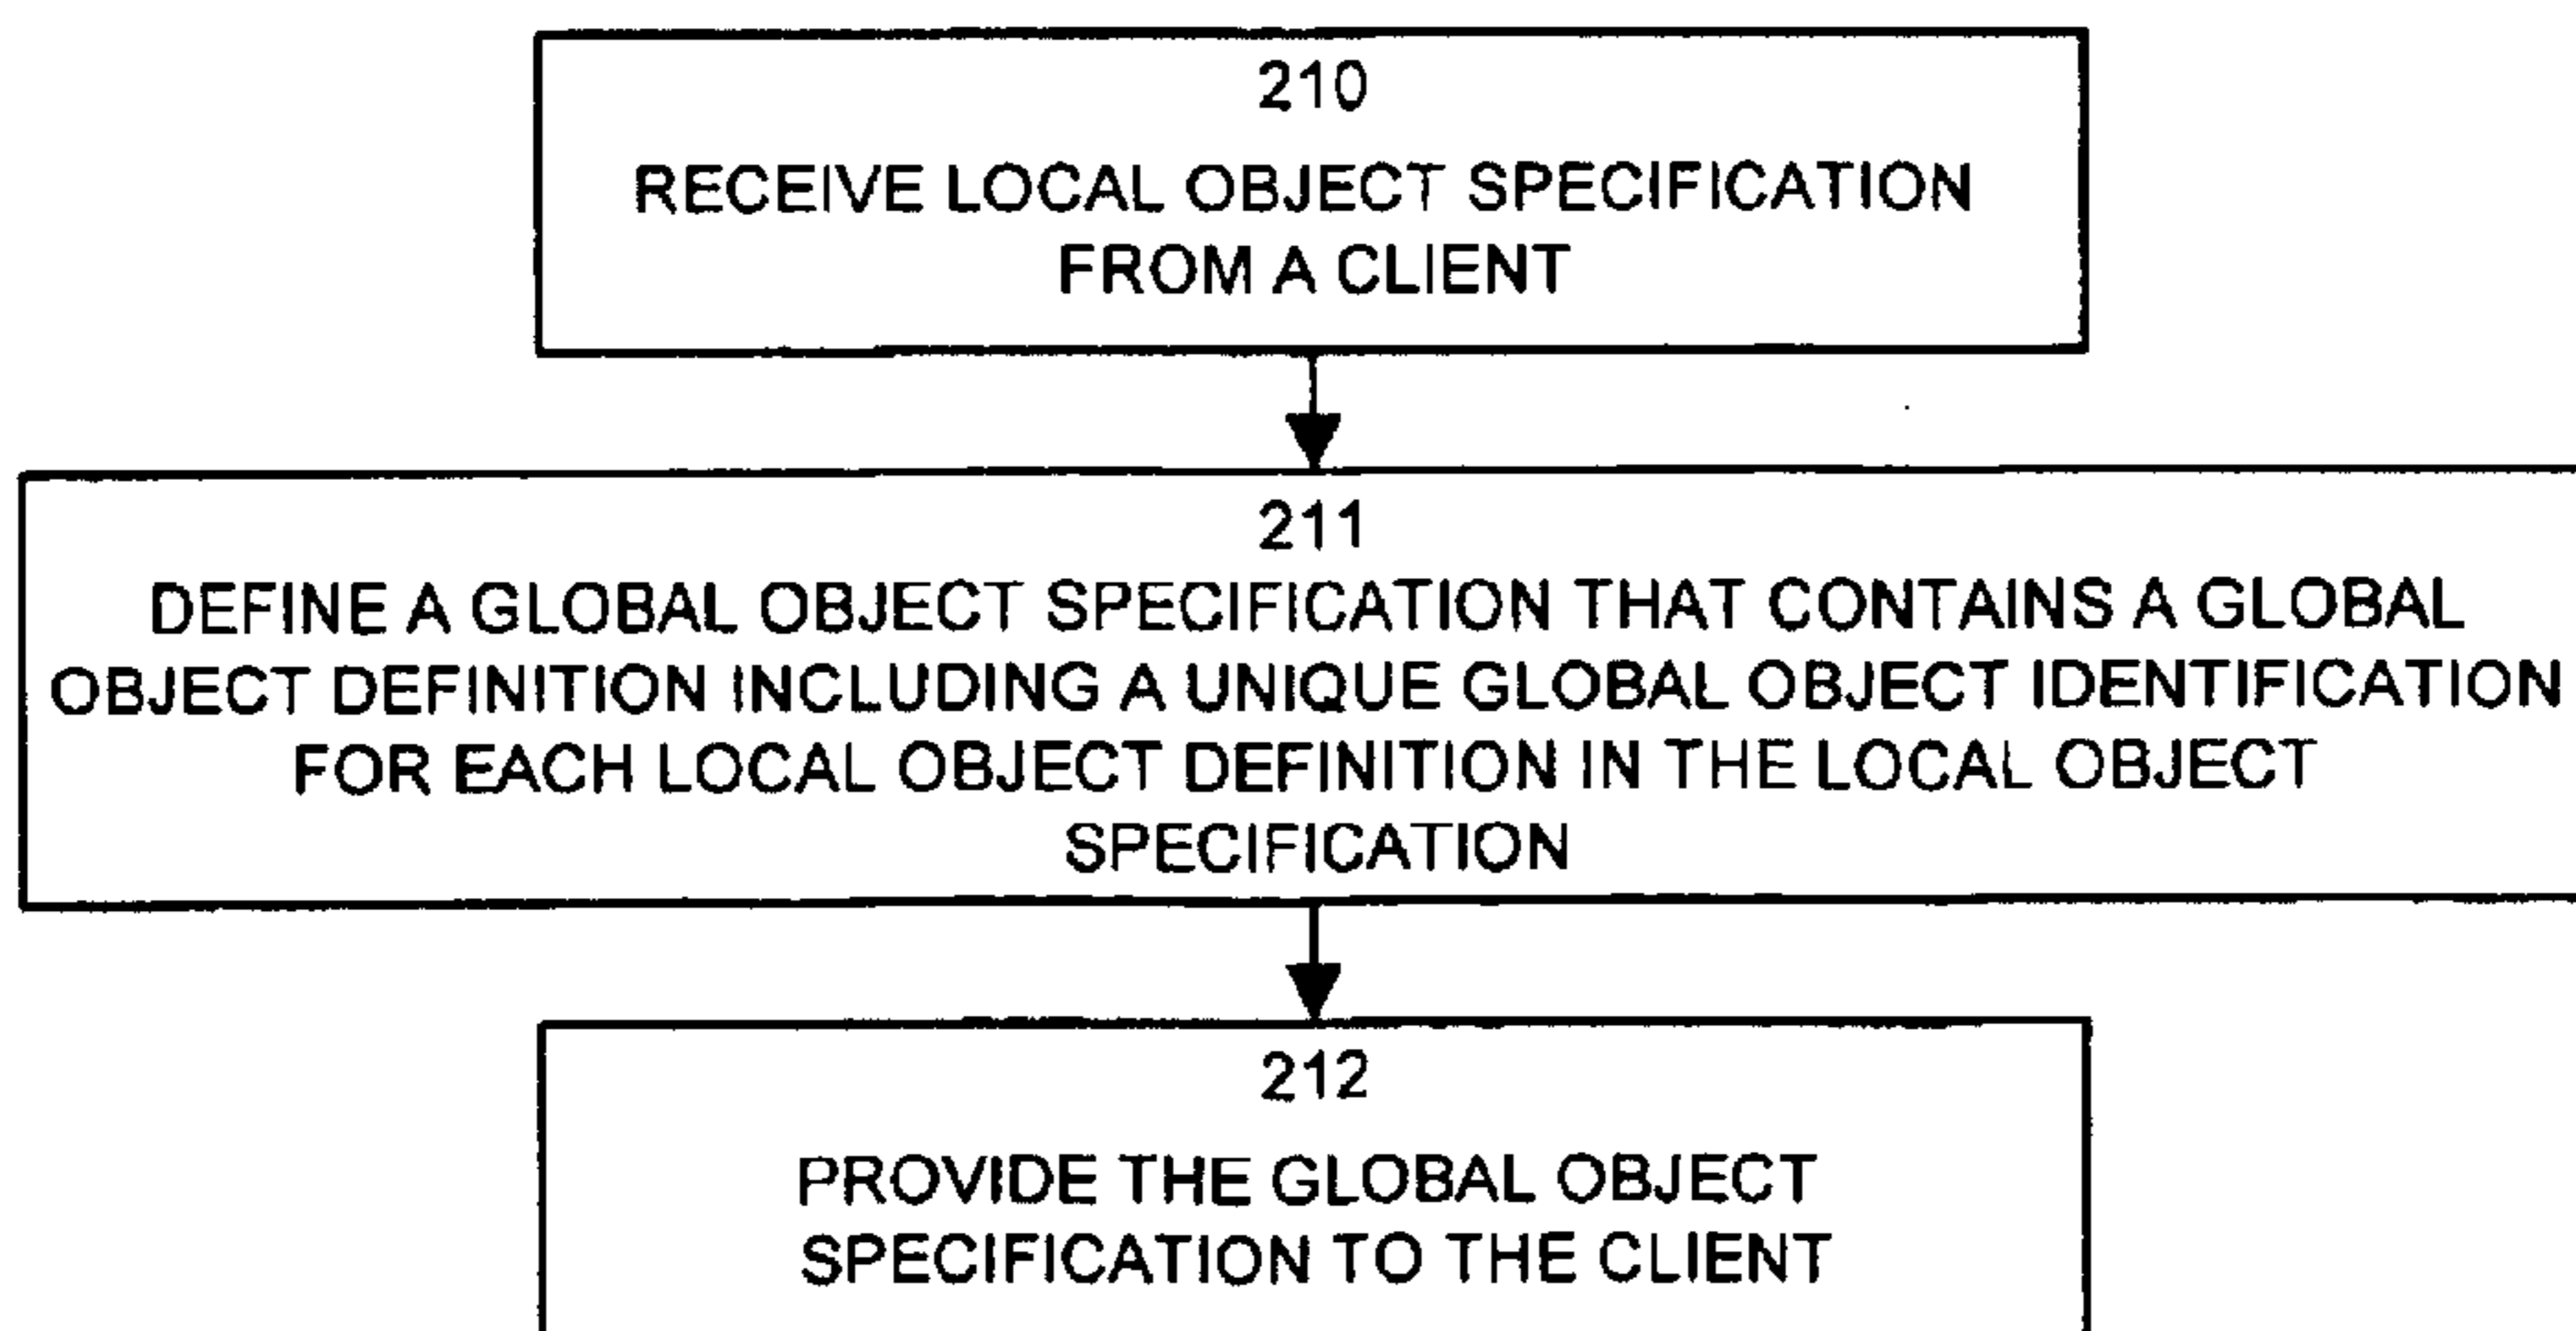 210
RECEIVE LOCAL OBJECT SPECIFICATION
FROM A CLIENT
211
DEFINE A GLOBAL OBJECT SPECIFICATION THAT CONTAINS A GLOBAL
OBJECT DEFINITION INCLUDING A UNIQUE GLOBAL OBJECT IDENTIFICATION
FOR EACH LOCAL OBJECT DEFINITION IN THE LOCAL OBJECT
SPECIFICATION
212
PROVIDE THE GLOBAL OBJECT
SPECIFICATION TO THE CLIENT